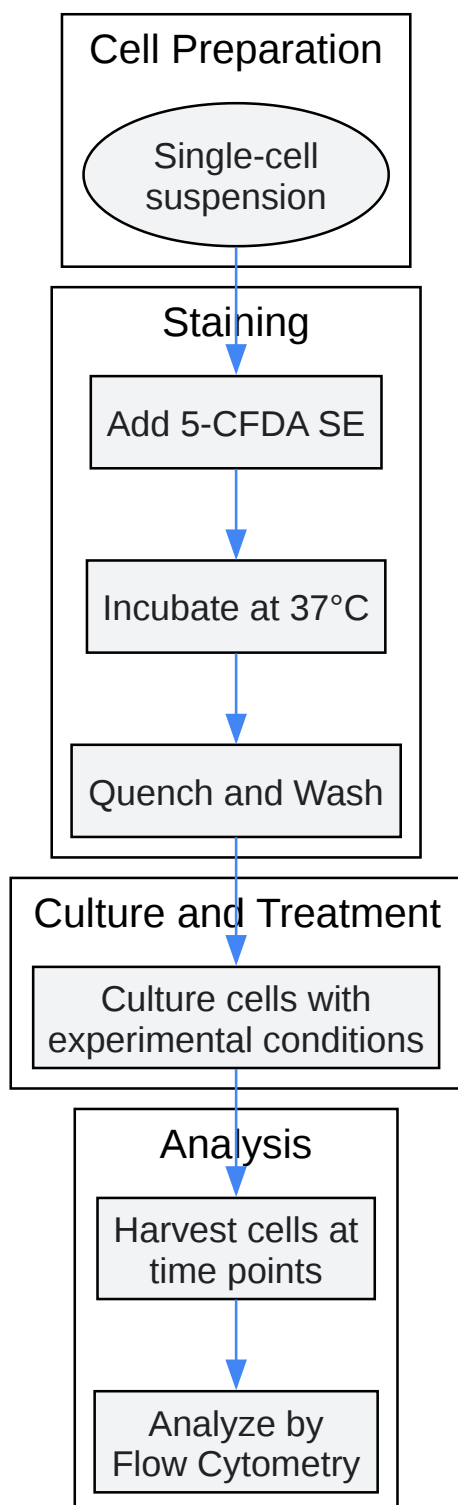 Cell Preparation
Single-cell
suspension
Staining
Add 5-CFDA SE
Incubate at 37°C
Quench and Wash
Culture and Treatment
Culture cells with
experimental conditions
Analysis
Harvest cells at
time points
Analyze by
Flow Cytometry